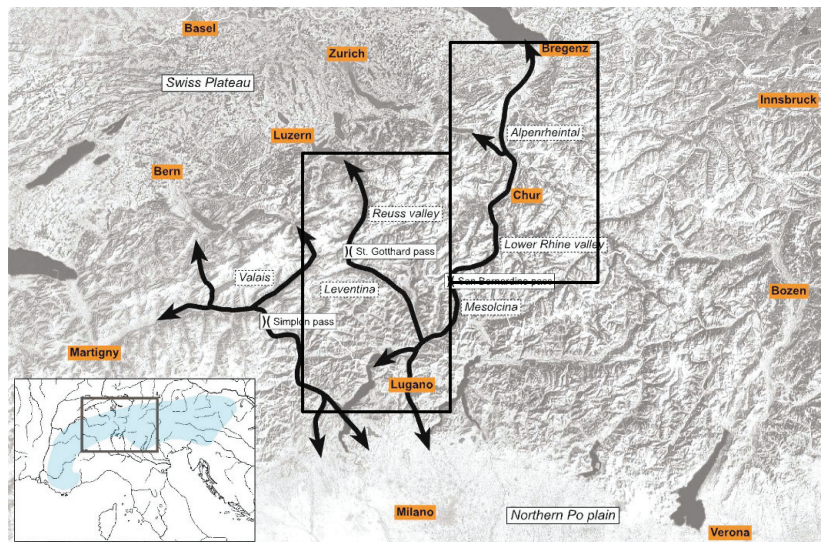 Basel
Zurich
Bregenz
Swiss Plateau
Innsbruck
Luzern
Alpenrheintal
Bern
Chur
Reuss valley
)( St. Gotthard pass
Lower Rhine valley
Valais
Leventina
San Bernardino pass
Bozen
Mesolcina
)( Simplon pass
Martigny
Lugano
Milano
Northern Po plain
Verona